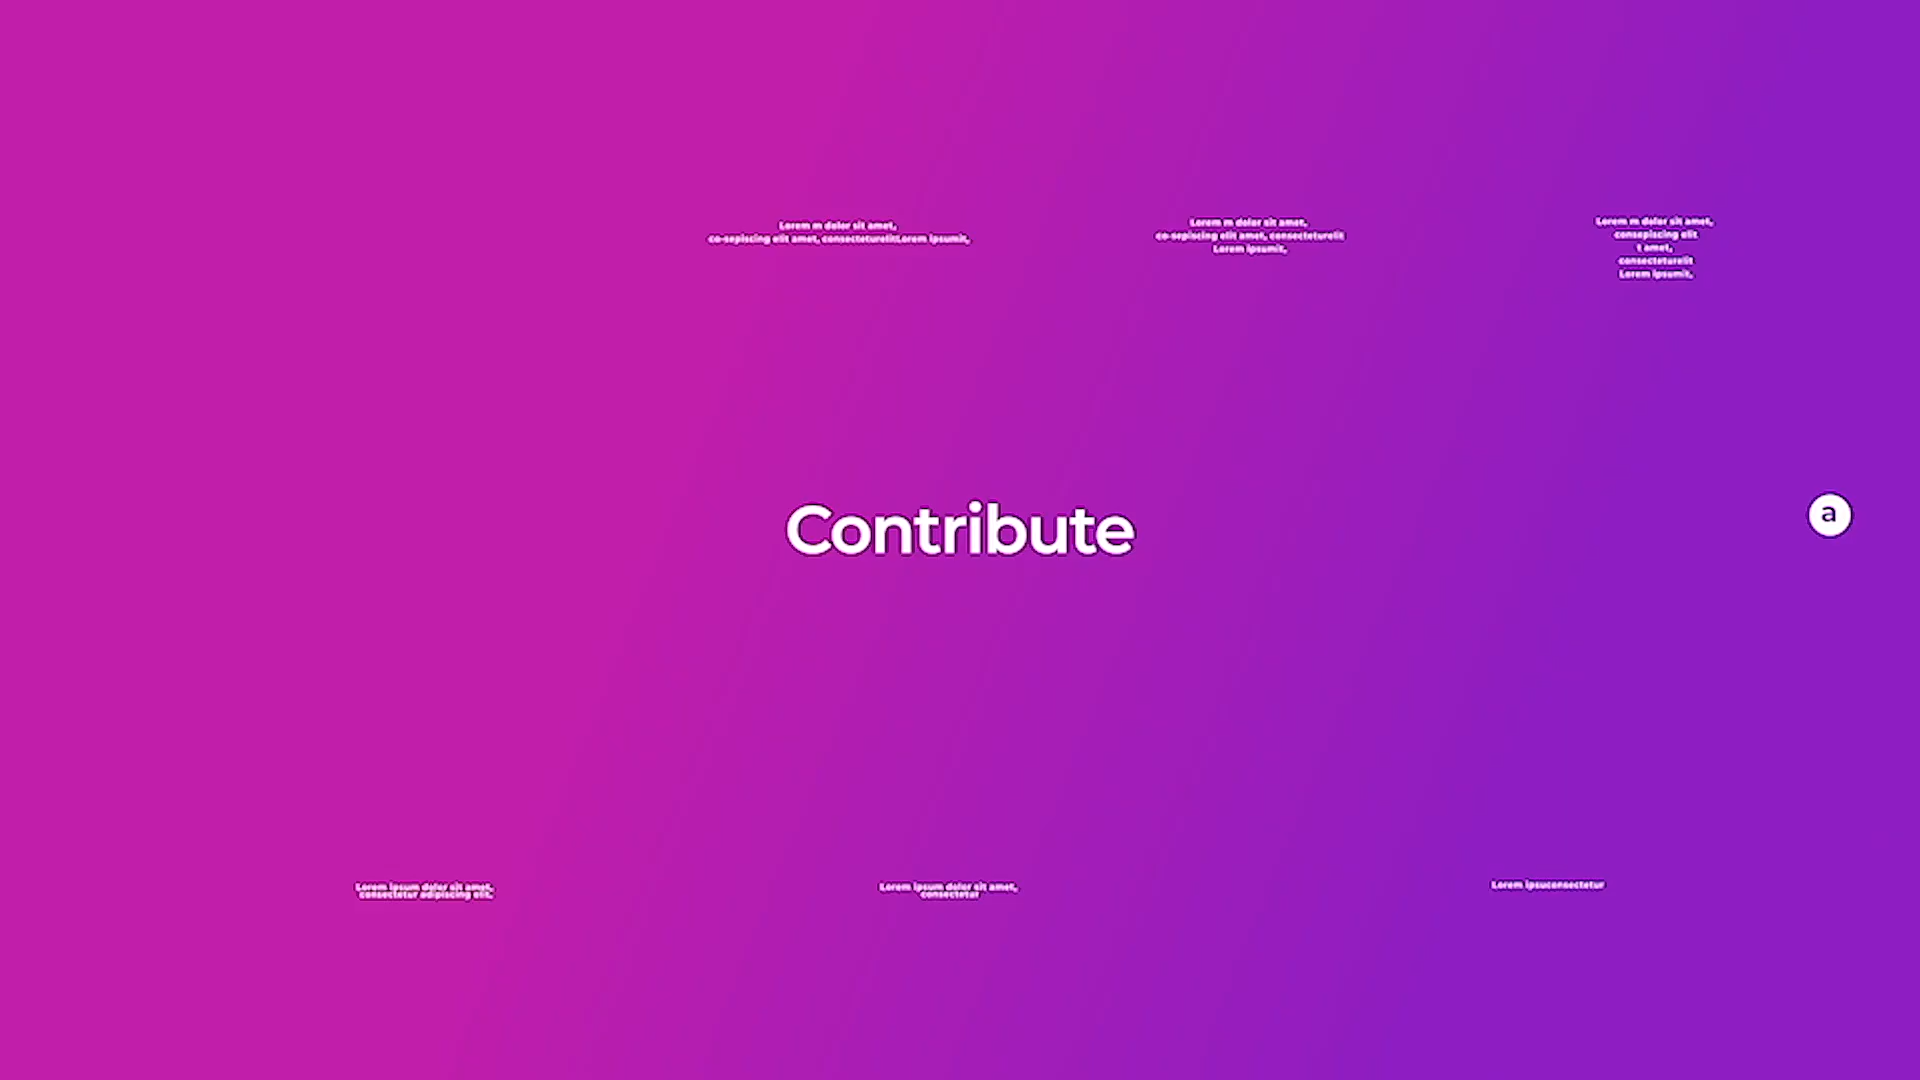 Lorem m dolor sit amet,
co-sepiscing elit amet, consecteturelitLorem ipsumit,
Lorem m dolor sit amet,
co-sepiscing elit amet, consecteturelit
Lorem ipsumit,
Lorem m dolor sit amet,
consepiscing elit
t amet,
consecteturelit
Lorem ipsumit,
Contribute
a
Lorem ipsum dolor sit amet,
consectetur adipiscing elit,
Lorem ipsum dolor sit amet,
consectetur
Lorem ipsuconsectetur